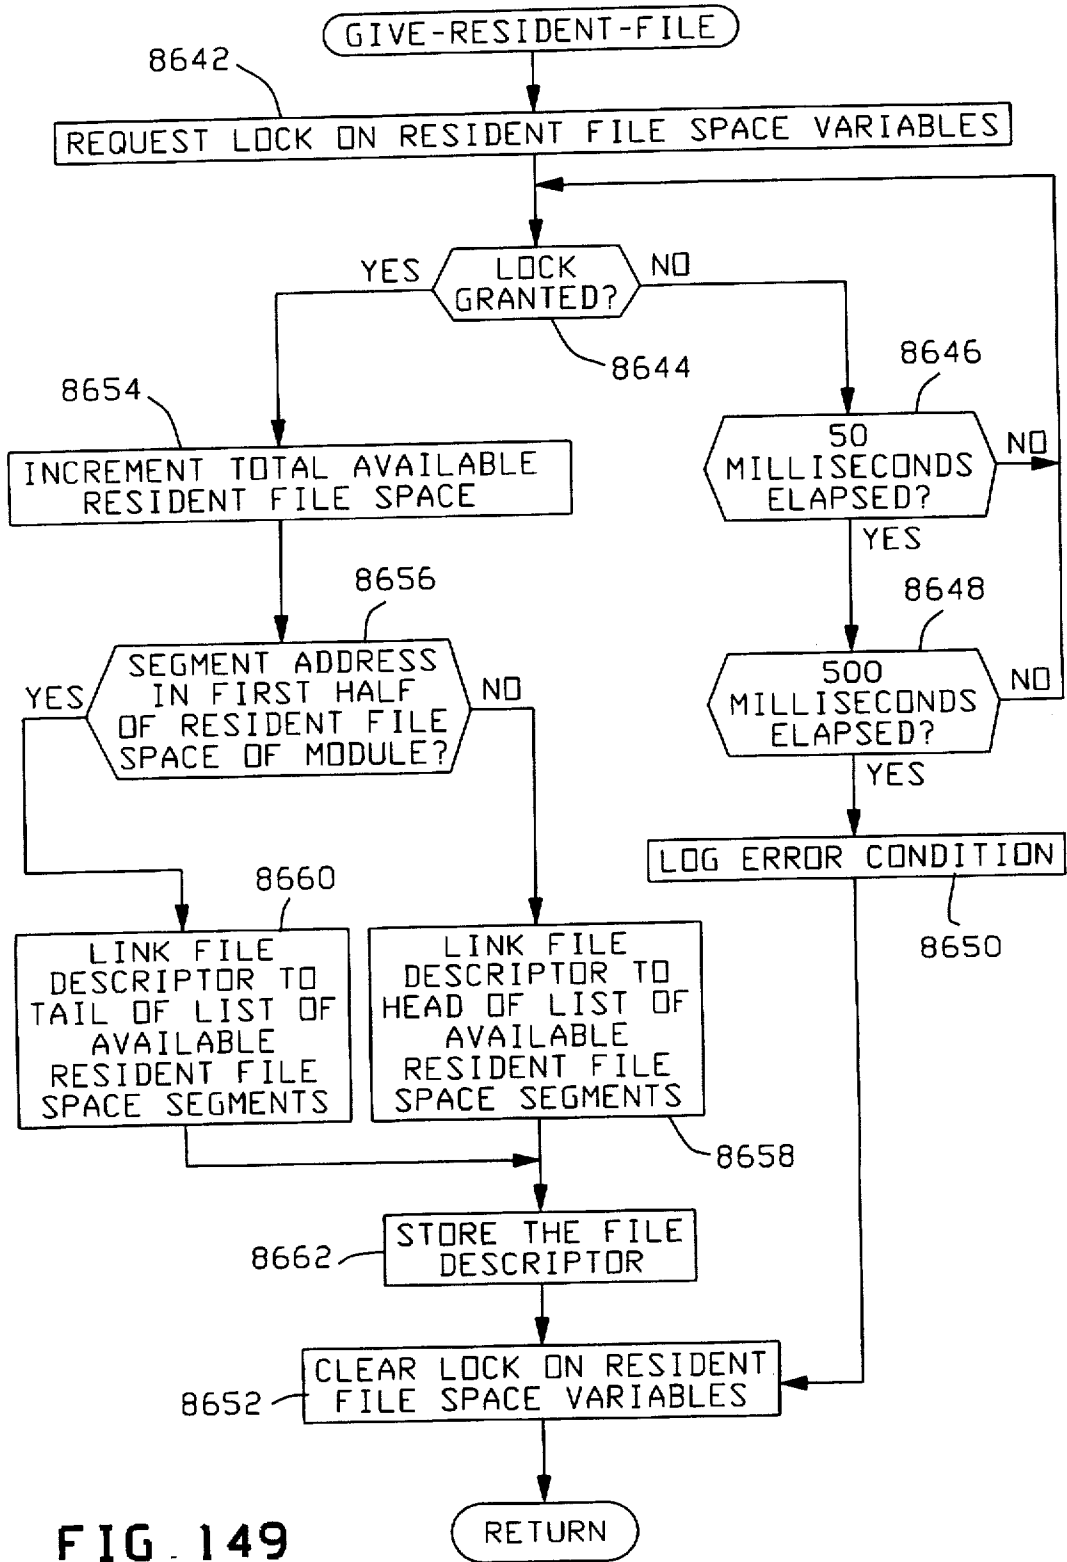 GIVE-RESIDENT-FILE
8642
REQUEST LOCK ON RESIDENT FILE SPACE VARIABLES
YES
LOCK
GRANTED?
NO
8644
8646
8654
50
MILLISECONDS
ELAPSED?
NO
INCREMENT TOTAL AVAILABLE
RESIDENT FILE SPACE
YES
8656
8648
SEGMENT ADDRESS
IN FIRST HALF
OF RESIDENT FILE
SPACE OF MODULE?
YES
NO
500
MILLISECONDS
ELAPSED?
NO
YES
LOG ERROR CONDITION
8650
8660
LINK FILE
DESCRIPTOR TO
TAIL OF LIST OF
AVAILABLE
RESIDENT FILE
SPACE SEGMENTS
LINK FILE
DESCRIPTOR TO
HEAD OF LIST OF
AVAILABLE
RESIDENT FILE
SPACE SEGMENTS
8658
STORE THE FILE
DESCRIPTOR
8662
CLEAR LOCK ON RESIDENT
FILE SPACE VARIABLES
8652
RETURN
FIG. 149